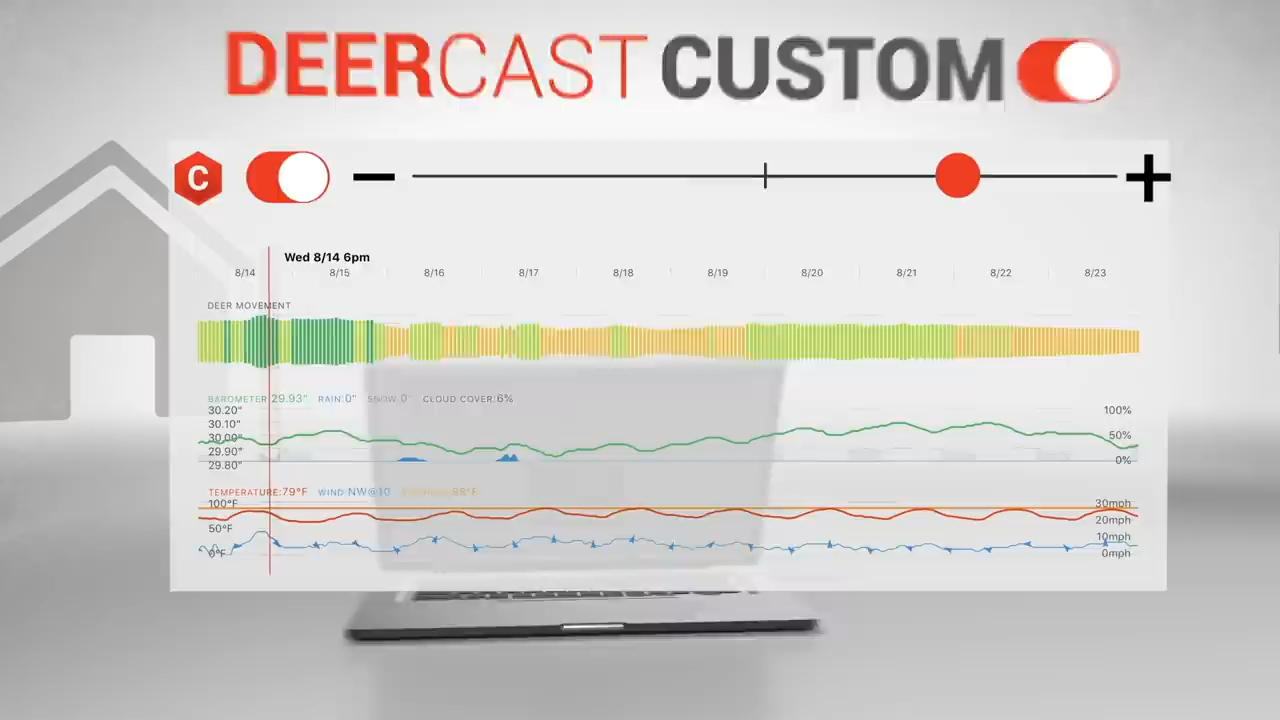 DEERCAST CUSTOM
C
Wed 8/14 6pm
8/14 8/15 8/16 8/17 8/18 8/19 8/20 8/21 8/22 8/23
DEER MOVEMENT
BAROMETER:29.93" RAIN:0" SNOW:0" CLOUD COVER:6%
30.20" 100%
30.10"
30.00" 50%
29.90"
29.80" 0%
TEMPERATURE:79°F WIND:NW@10
100°F 30mph
20mph
50°F
10mph
0°F 0mph